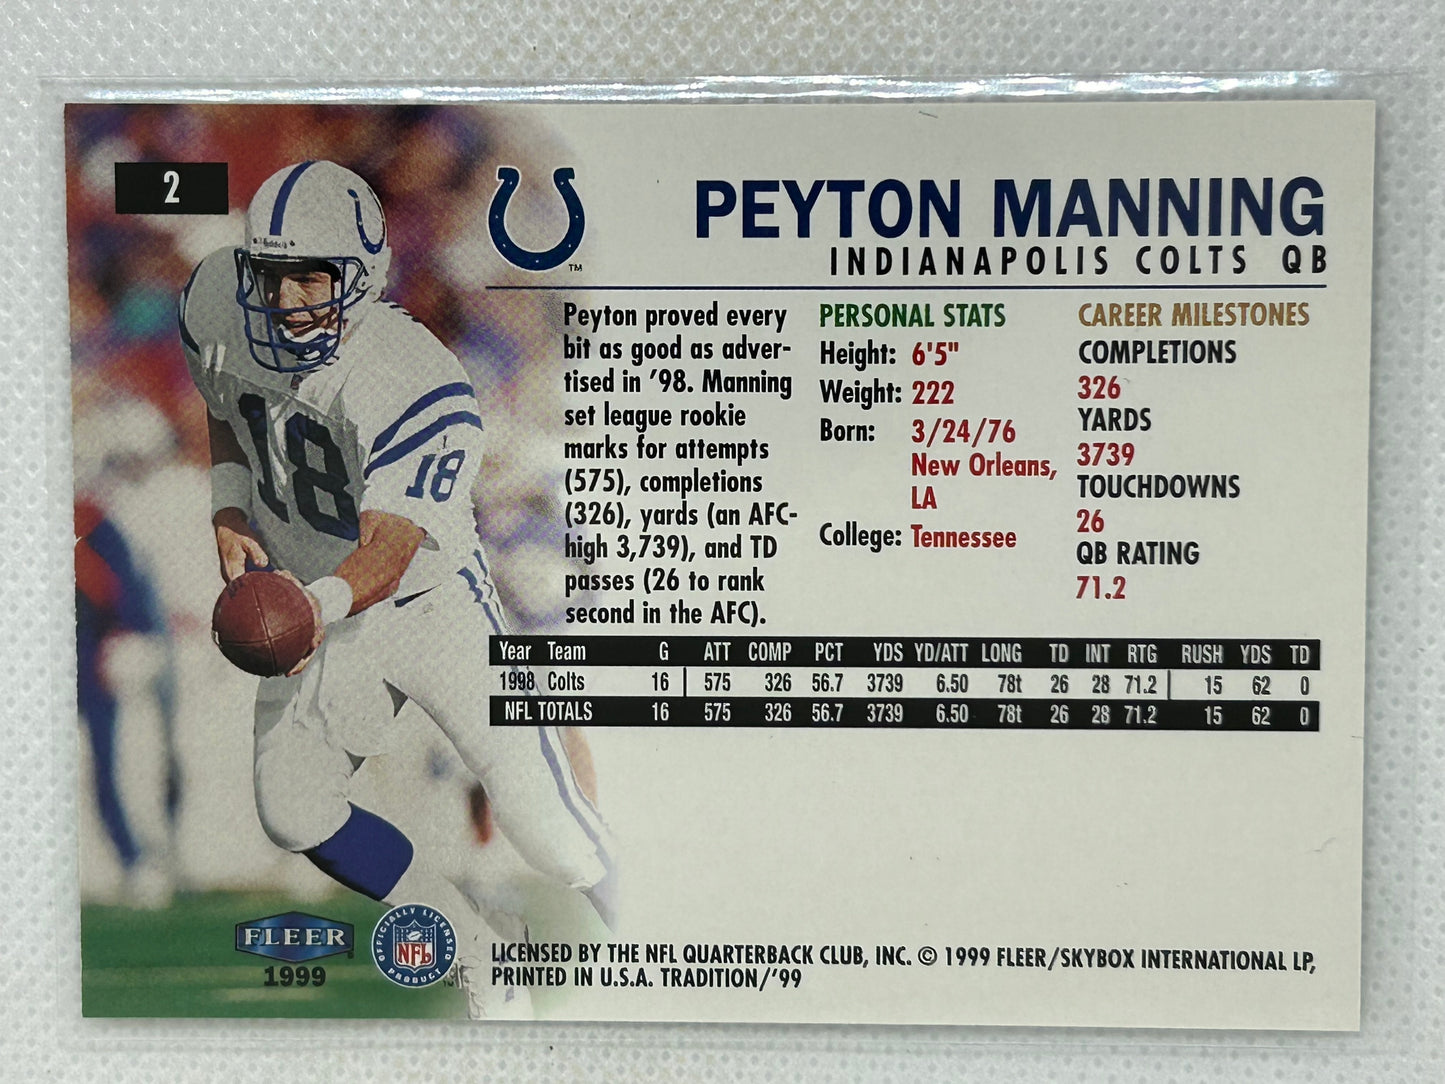 2
PEYTON MANNING
INDIANAPOLIS COLTS QB
TM
Peyton proved every
bit as good as adver-
tised in '98. Manning
set league rookie
marks for attempts
(575), completions
(326), yards (an AFC-
high 3,739), and TD
passes (26 to rank
second in the AFC).
PERSONAL STATS
Height: 6'5"
Weight: 222
Born: 3/24/76
New Orleans,
LA
College: Tennessee
CAREER MILESTONES
COMPLETIONS
326
YARDS
3739
TOUCHDOWNS
26
QB RATING
71.2
Year Team G ATT COMP PCT YDS YD/ATT LONG TD INT RTG RUSH YDS TD
1998 Colts 16 575 326 56.7 3739 6.50 78t 26 28 71.2 15 62 0
NFL TOTALS 16 575 326 56.7 3739 6.50 78t 26 28 71.2 15 62 0
18
18
FLEER
1999
OFFICIALLY LICENSED
NFL
PRODUCT
LICENSED BY THE NFL QUARTERBACK CLUB, INC. © 1999 FLEER/SKYBOX INTERNATIONAL LP,
PRINTED IN U.S.A. TRADITION/'99